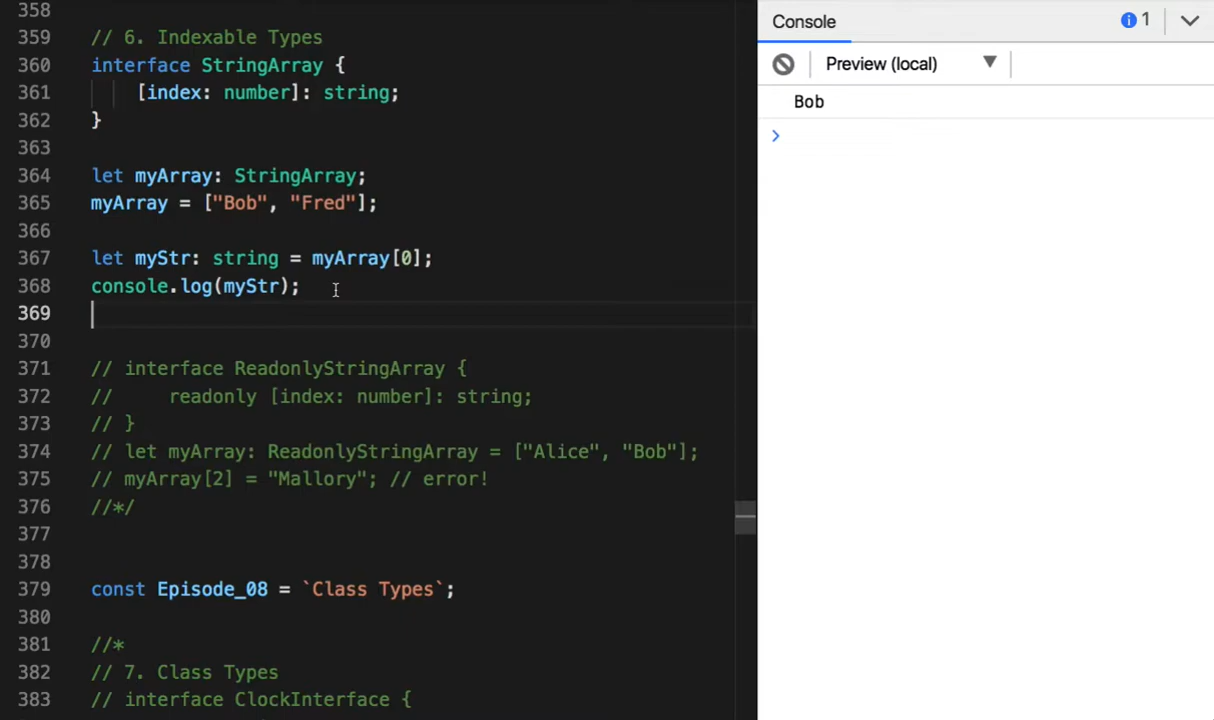 358
359 // 6. Indexable Types
360 interface StringArray {
361     [index: number]: string;
362 }
363
364 let myArray: StringArray;
365 myArray = ["Bob", "Fred"];
366
367 let myStr: string = myArray[0];
368 console.log(myStr);
369
370
371 // interface ReadonlyStringArray {
372 //     readonly [index: number]: string;
373 // }
374 // let myArray: ReadonlyStringArray = ["Alice", "Bob"];
375 // myArray[2] = "Mallory"; // error!
376 //*/
377
378
379 const Episode_08 = `Class Types`;
380
381 //*
382 // 7. Class Types
383 // interface ClockInterface {
Console 1
Preview (local)
Bob